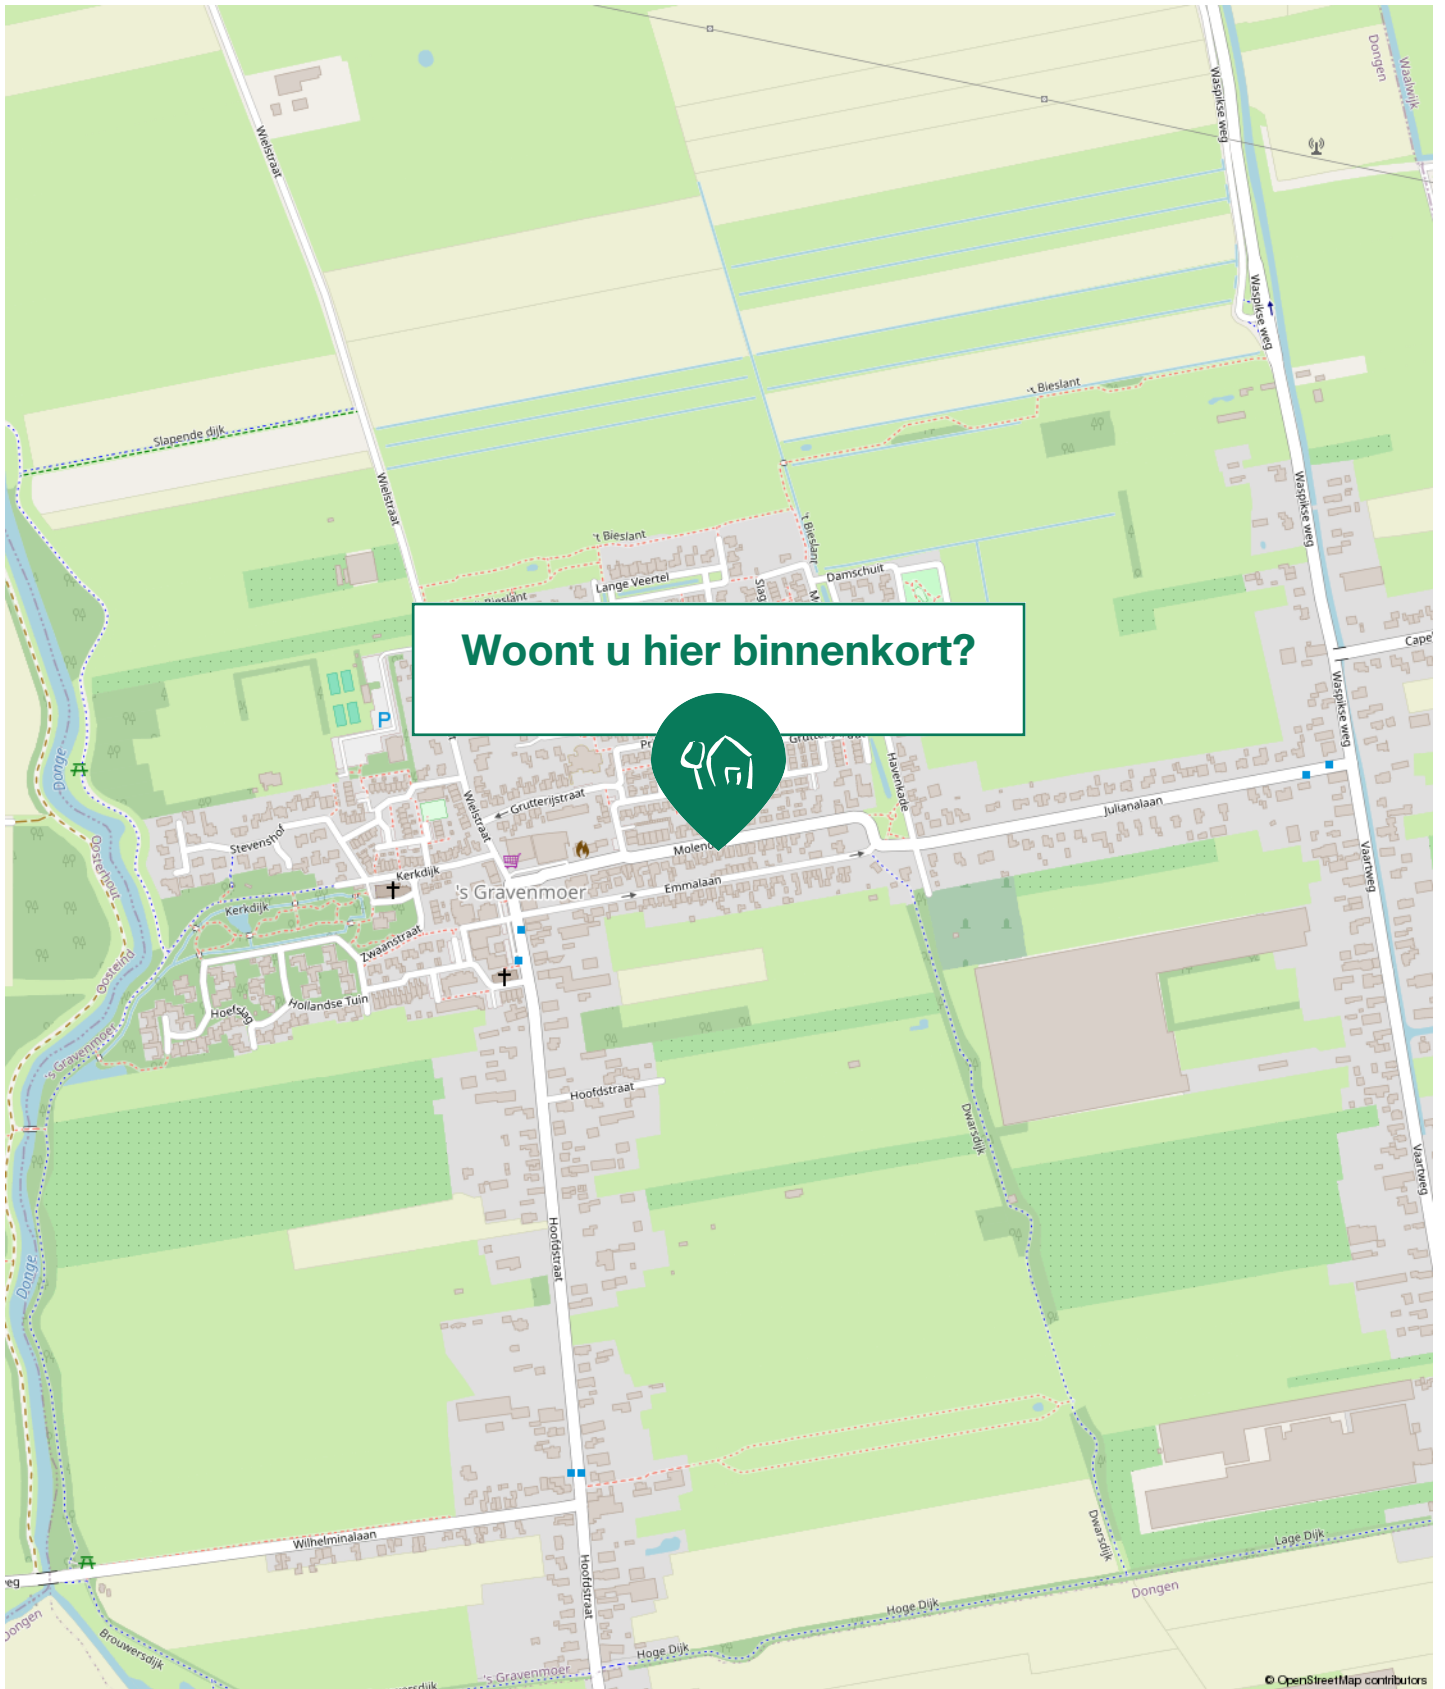 Dongen
Waalwijk
Waspikse weg
Wielstraat
Waspikse weg
't Bieslant
Slapende dijk
Wielstraat
Waspikse weg
't Bieslant
't Bieslant
Damschuit
Lange Veertel
Bieslant
Woont u hier binnenkort?
Waspikse weg
P
Donge
Havenkade
Grutterijstraat
Wielstraat
Julianalaan
Stevenshof
Oosterhout
Kerkdijk
Emmalaan
's Gravenmoer
Vaartweg
Kerkdijk
Zwaanstraat
Oosteind
Hollandse Tuin
Hoefslag
's Gravenmoer
Hoofdstraat
Dwarsdijk
Vaartweg
Hoofdstraat
Donge
Dwarsdijk
Wilhelminalaan
Lage Dijk
Hoofdstraat
Dongen
Hoge Dijk
Dongen
Brouwersdijk
Hoge Dijk
's Gravenmoer
© OpenStreetMap contributors